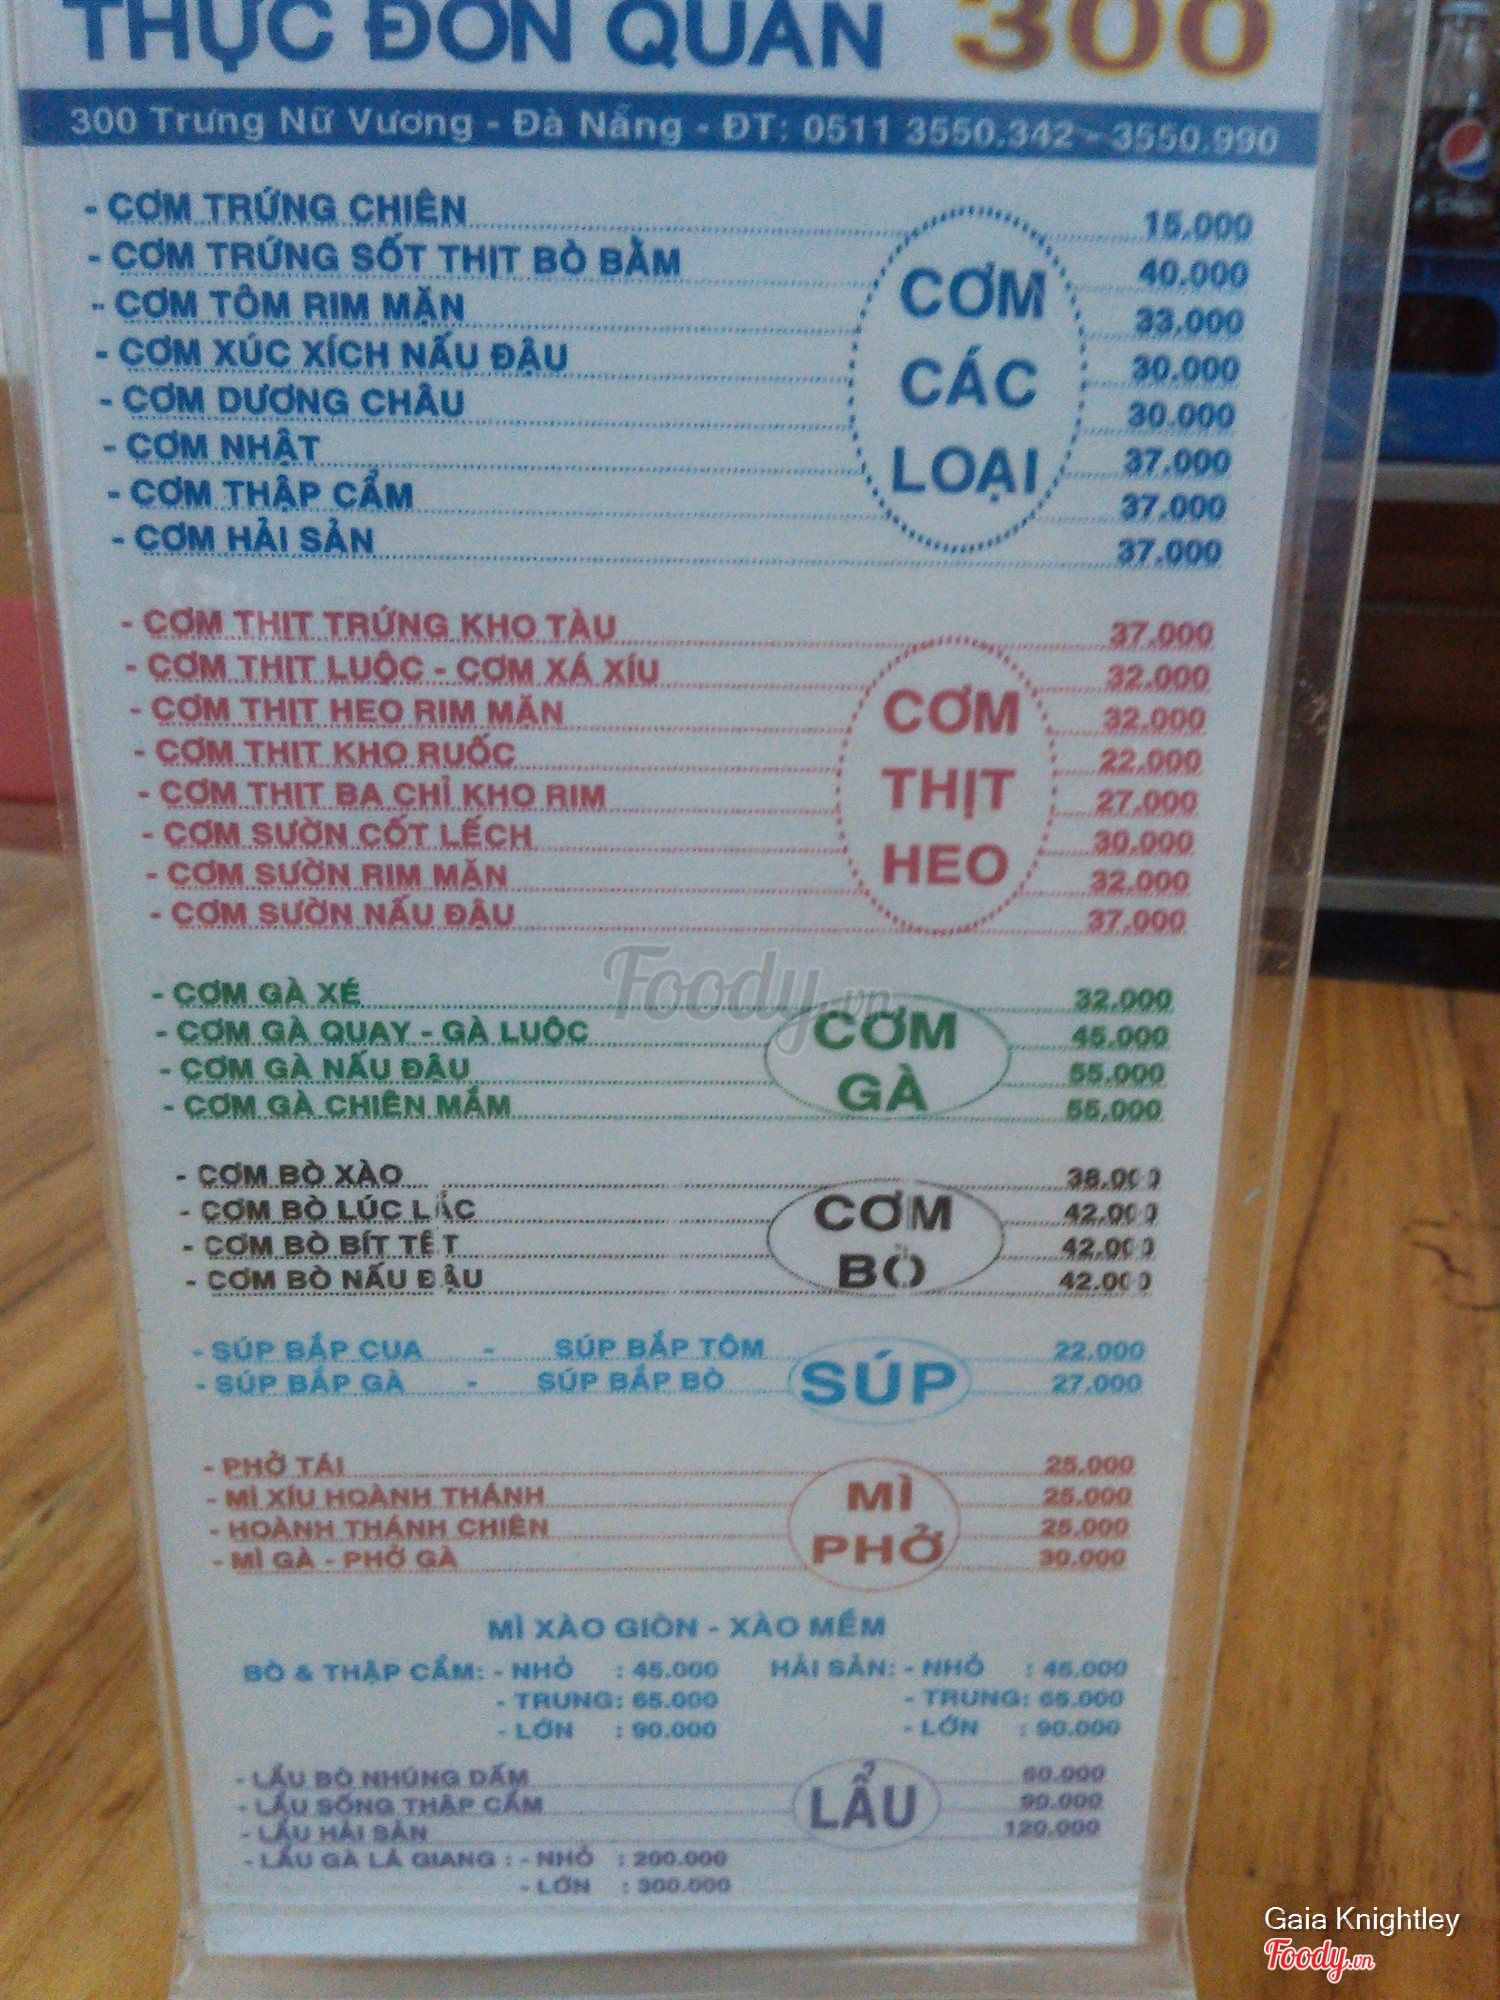 THỰC ĐƠN QUÁN 300
300 Trưng Nữ Vương - Đà Nẵng - ĐT: 0511 3550.342 - 3550.990
- CƠM TRỨNG CHIÊN 15.000
- CƠM TRỨNG SỐT THỊT BÒ BẰM 40.000
- CƠM TÔM RIM MẶN 33.000
- CƠM XÚC XÍCH NẤU ĐẬU 30.000
- CƠM DƯƠNG CHÂU 30.000
- CƠM NHẬT 37.000
- CƠM THẬP CẨM 37.000
- CƠM HẢI SẢN 37.000
CƠM
CÁC
LOẠI
- CƠM THỊT TRỨNG KHO TÀU 37.000
- CƠM THỊT LUỘC - CƠM XÁ XÍU 32.000
- CƠM THỊT HEO RIM MẶN 32.000
- CƠM THỊT KHO RUỐC 22.000
- CƠM THỊT BA CHỈ KHO RIM 27.000
- CƠM SƯỜN CỐT LẾCH 30.000
- CƠM SƯỜN RIM MẶN 32.000
- CƠM SƯỜN NẤU ĐẬU 37.000
CƠM
THỊT
HEO
- CƠM GÀ XÉ 32.000
- CƠM GÀ QUAY - GÀ LUỘC 45.000
- CƠM GÀ NẤU ĐẬU 55.000
- CƠM GÀ CHIÊN MẮM 55.000
CƠM
GÀ
- CƠM BÒ XÀO 38.000
- CƠM BÒ LÚC LẮC 42.000
- CƠM BÒ BÍT TẾT 42.000
- CƠM BÒ NẤU ĐẬU 42.000
CƠM
BÒ
- SÚP BẮP CUA - SÚP BẮP TÔM 22.000
- SÚP BẮP GÀ - SÚP BẮP BÒ 27.000
SÚP
- PHỞ TÁI 25.000
- MÌ XÍU HOÀNH THÁNH 25.000
- HOÀNH THÁNH CHIÊN 25.000
- MÌ GÀ - PHỞ GÀ 30.000
MÌ
PHỞ
MÌ XÀO GIÒN - XÀO MỀM
BÒ & THẬP CẨM: - NHỎ : 45.000 HẢI SẢN: - NHỎ : 45.000
- TRUNG: 65.000 - TRUNG: 65.000
- LỚN : 90.000 - LỚN : 90.000
- LẨU BÒ NHÚNG DẤM 60.000
- LẨU SỐNG THẬP CẨM 90.000
- LẨU HẢI SẢN 120.000
- LẨU GÀ LÁ GIANG : - NHỎ : 200.000
- LỚN : 300.000
LẨU
Foody.vn
Gaia Knightley
Foody.vn